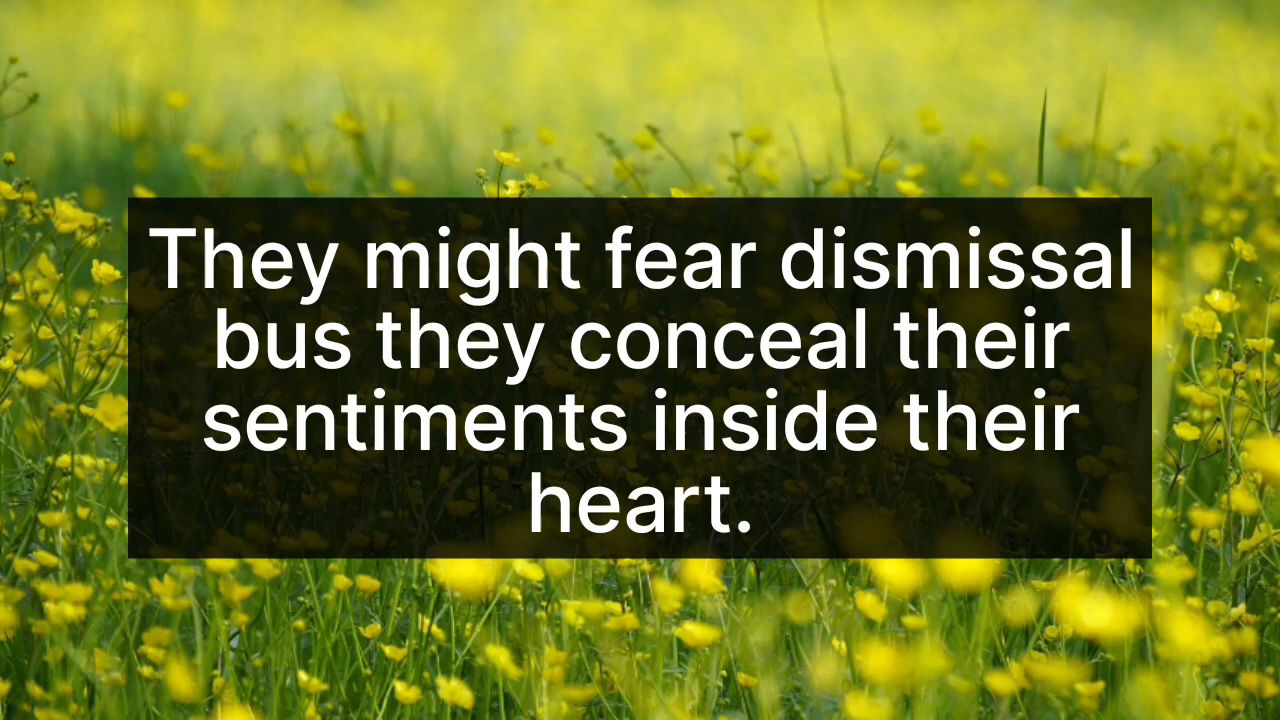 They might fear dismissal
bus they conceal their
sentiments inside their
heart.